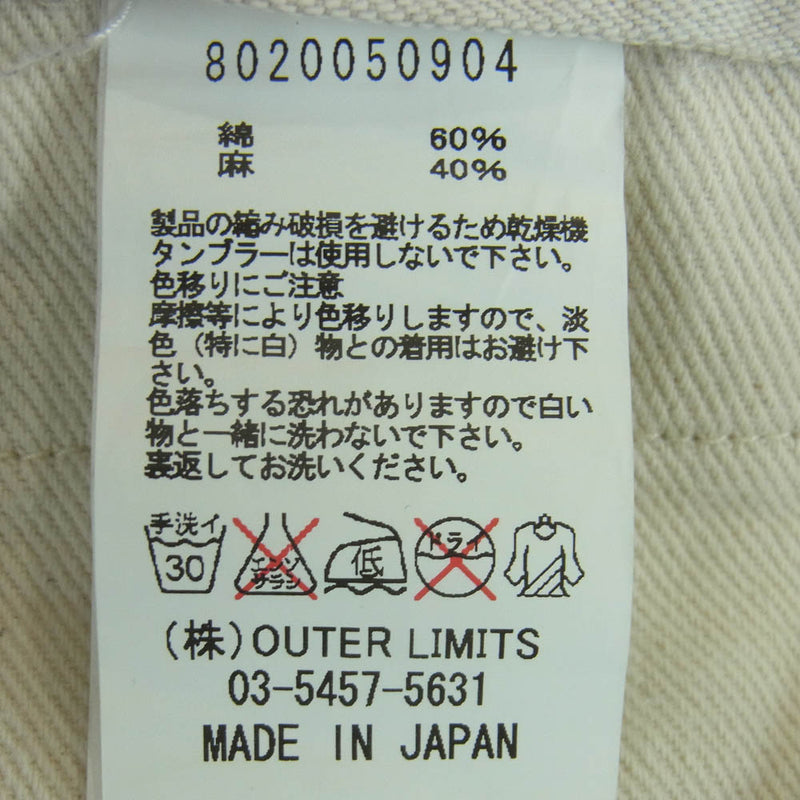 8020050904
綿 60%
麻 40%
製品の縮み破損を避けるため乾燥機
タンブラーは使用しないで下さい。
色移りにご注意
摩擦等により色移りしますので、淡
色（特に白）物との着用はお避け下
さい。
色落ちする恐れがありますので白い
物と一緒に洗わないで下さい。
裏返してお洗いください。
手洗イ 30 エンソサラシ 低 ドライ
(株)OUTER LIMITS
03-5457-5631
MADE IN JAPAN